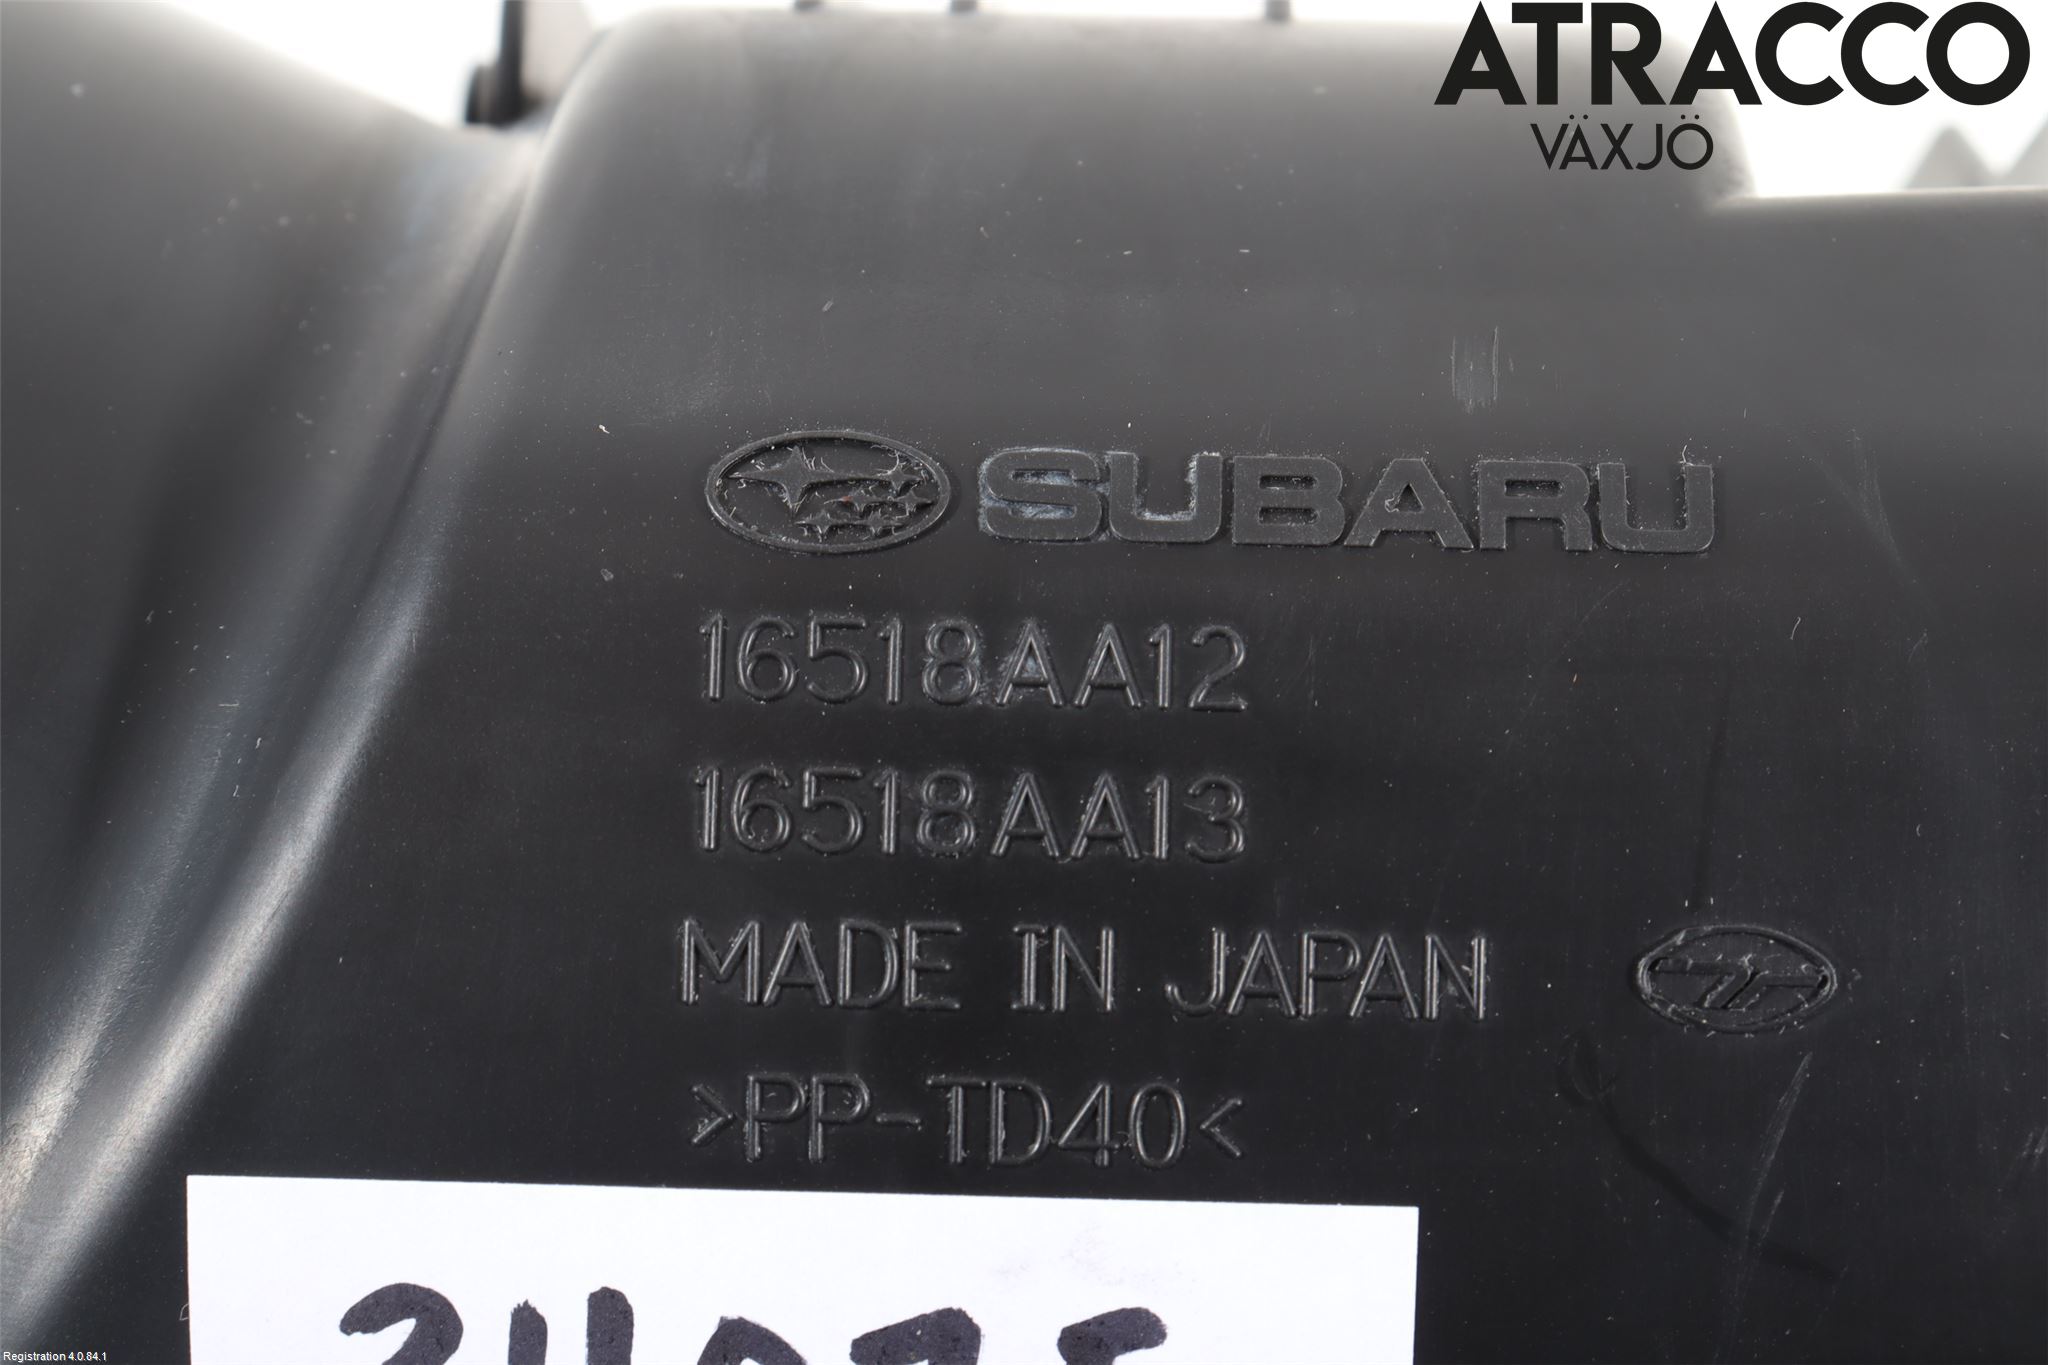 ATRACCO
VÄXJÖ
SUBARU
16518AA12
16518AA13
MADE IN JAPAN
>PP-TD40<
Registration 4.0.84.1